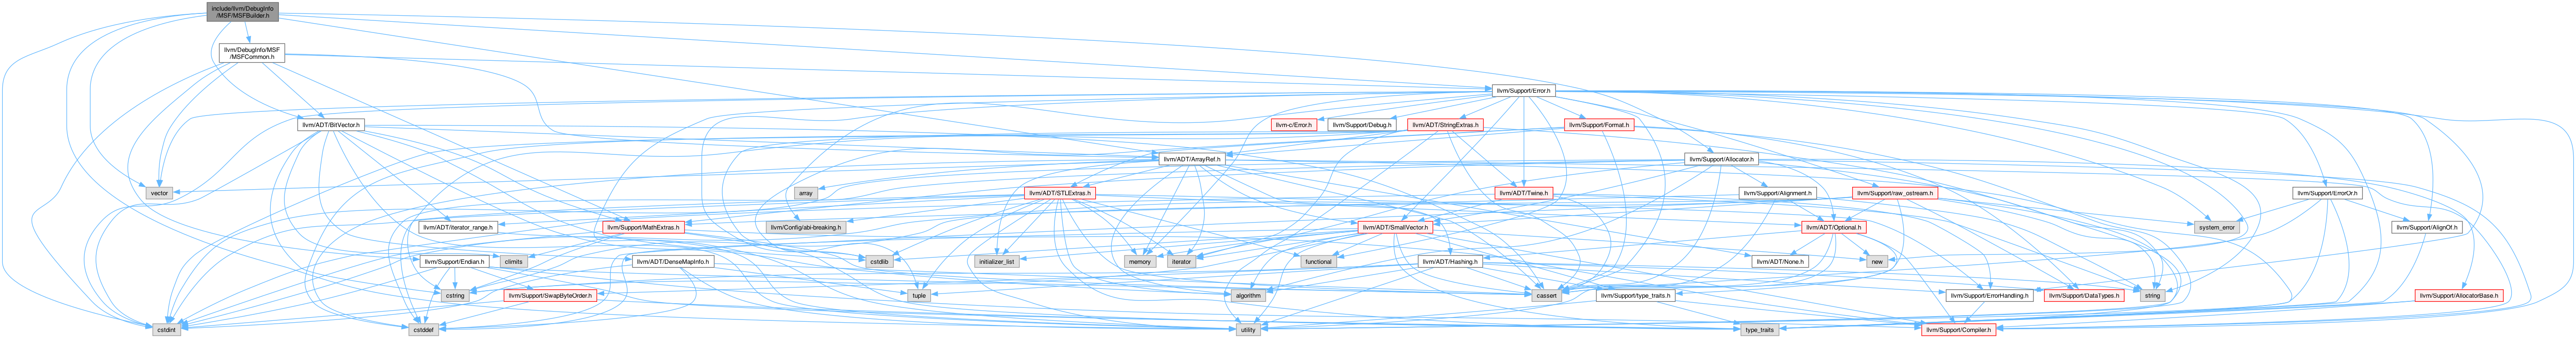 include/llvm/DebugInfo
/MSF/MSFBuilder.h
llvm/DebugInfo/MSF
/MSFCommon.h
llvm/Support/Error.h
llvm/ADT/BitVector.h
llvm-c/Error.h
llvm/Support/Debug.h
llvm/ADT/StringExtras.h
llvm/Support/Format.h
llvm/ADT/ArrayRef.h
llvm/Support/Allocator.h
vector
array
llvm/ADT/STLExtras.h
llvm/ADT/Twine.h
llvm/Support/Alignment.h
llvm/Support/raw_ostream.h
llvm/Support/ErrorOr.h
llvm/ADT/iterator_range.h
llvm/Support/MathExtras.h
llvm/Config/abi-breaking.h
llvm/ADT/SmallVector.h
llvm/ADT/Optional.h
system_error
llvm/Support/AlignOf.h
llvm/Support/Endian.h
climits
llvm/ADT/DenseMapInfo.h
cstdlib
initializer_list
memory
iterator
functional
llvm/ADT/Hashing.h
llvm/ADT/None.h
new
cstring
llvm/Support/SwapByteOrder.h
tuple
algorithm
cassert
llvm/Support/type_traits.h
llvm/Support/ErrorHandling.h
llvm/Support/DataTypes.h
string
llvm/Support/AllocatorBase.h
cstdint
cstddef
utility
type_traits
llvm/Support/Compiler.h